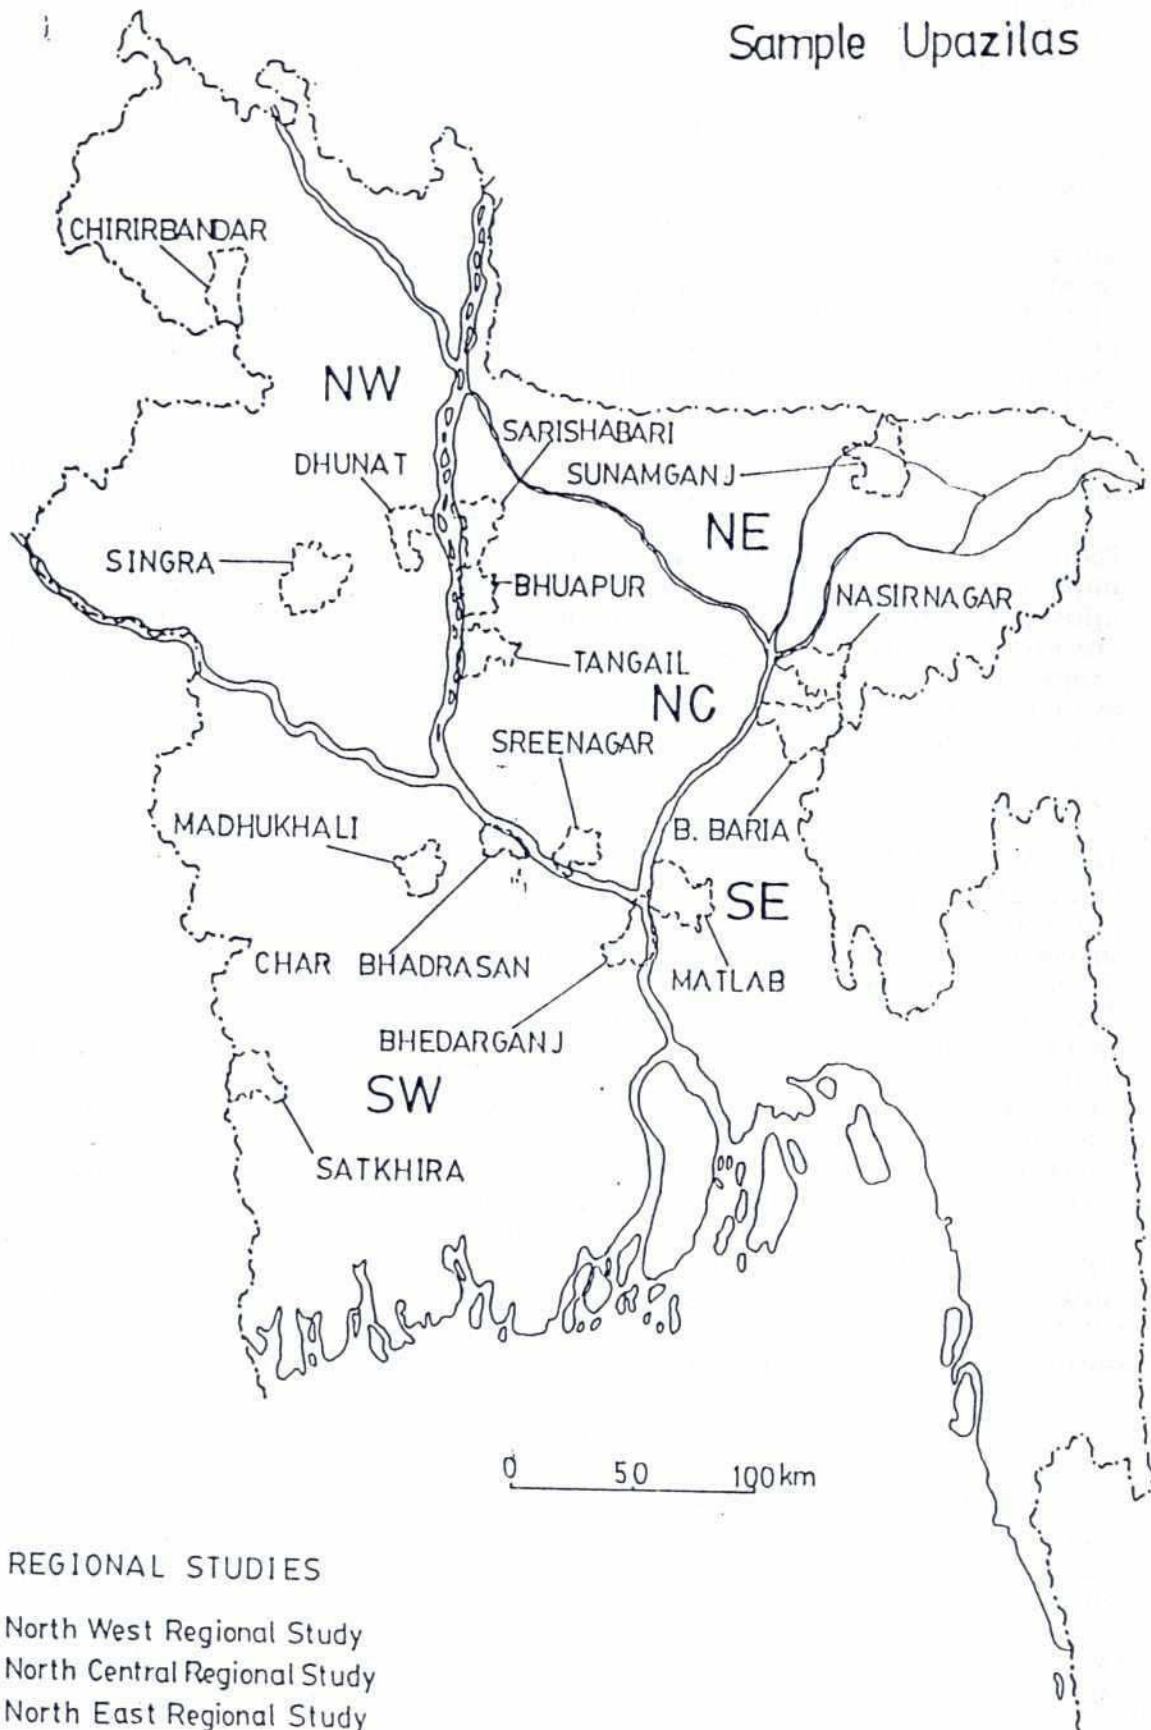 Sample Upazilas
CHIRIRBANDAR
NW
SARISHABARI
DHUNAT
SUNAMGANJ
NE
SINGRA
BHUAPUR
NASIRNAGAR
TANGAIL
NC
SREENAGAR
MADHUKHALI
B. BARIA
SE
CHAR BHADRASAN
MATLAB
BHEDARGANJ
SW
SATKHIRA
0 50 100km
REGIONAL STUDIES
North West Regional Study
North Central Regional Study
North East Regional Study